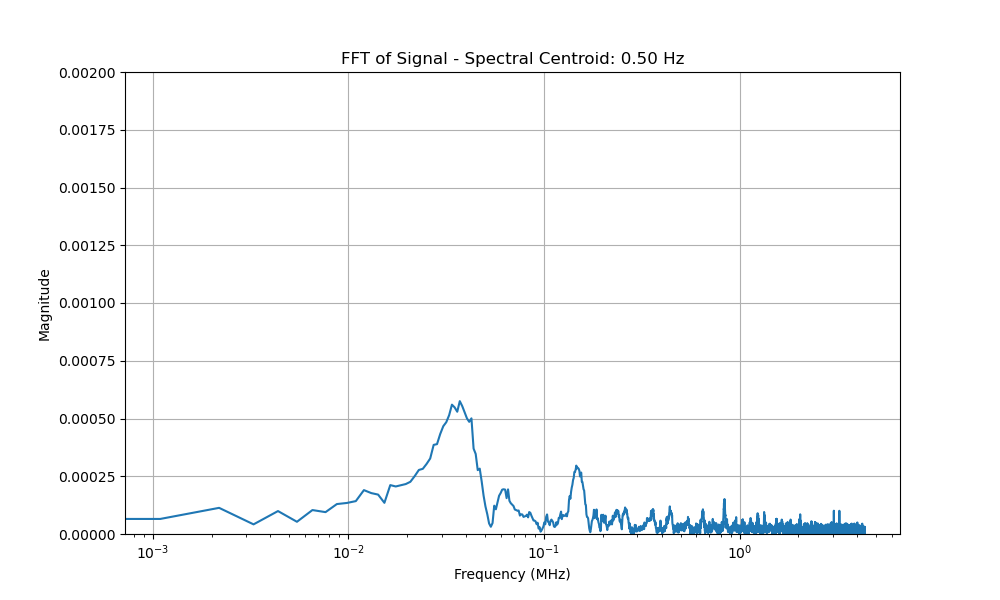 FFT of Signal - Spectral Centroid: 0.50 Hz
0.00200
0.00175
0.00150
0.00125
0.00100
0.00075
0.00050
0.00025
0.00000
Magnitude
10⁻³ 10⁻² 10⁻¹ 10⁰
Frequency (MHz)